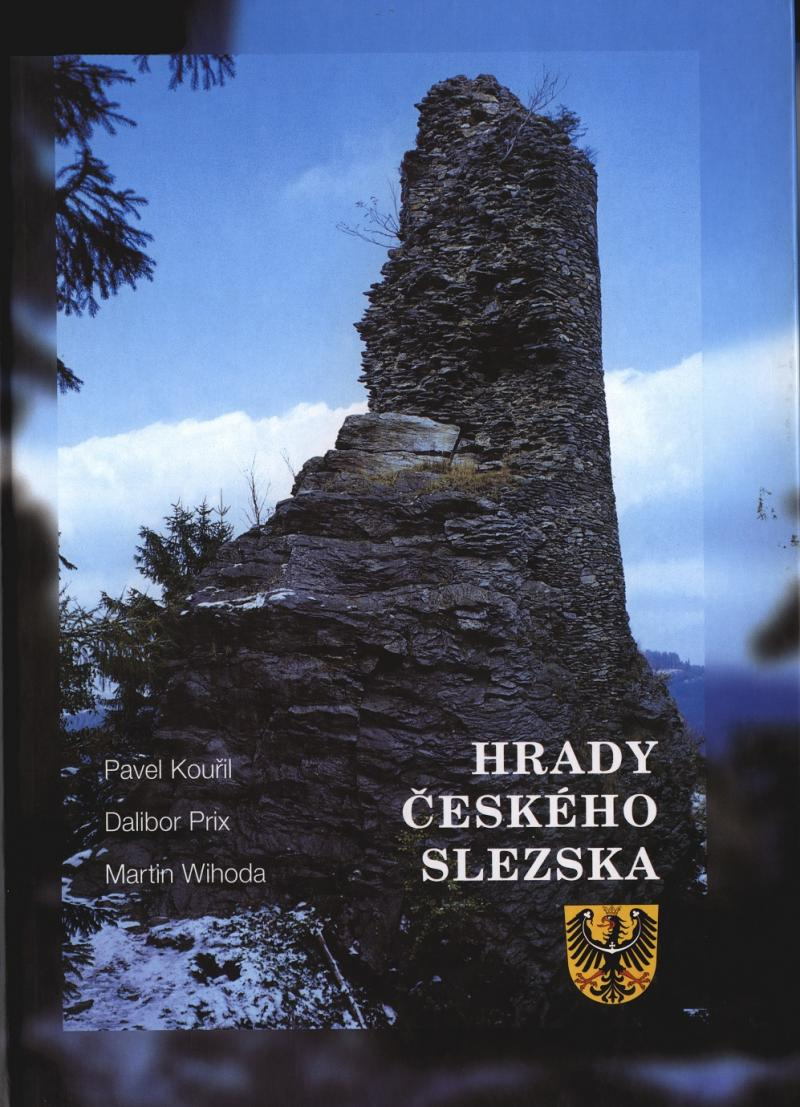 Pavel Kouřil
Dalibor Prix
Martin Wihoda
HRADY
ČESKÉHO
SLEZSKA